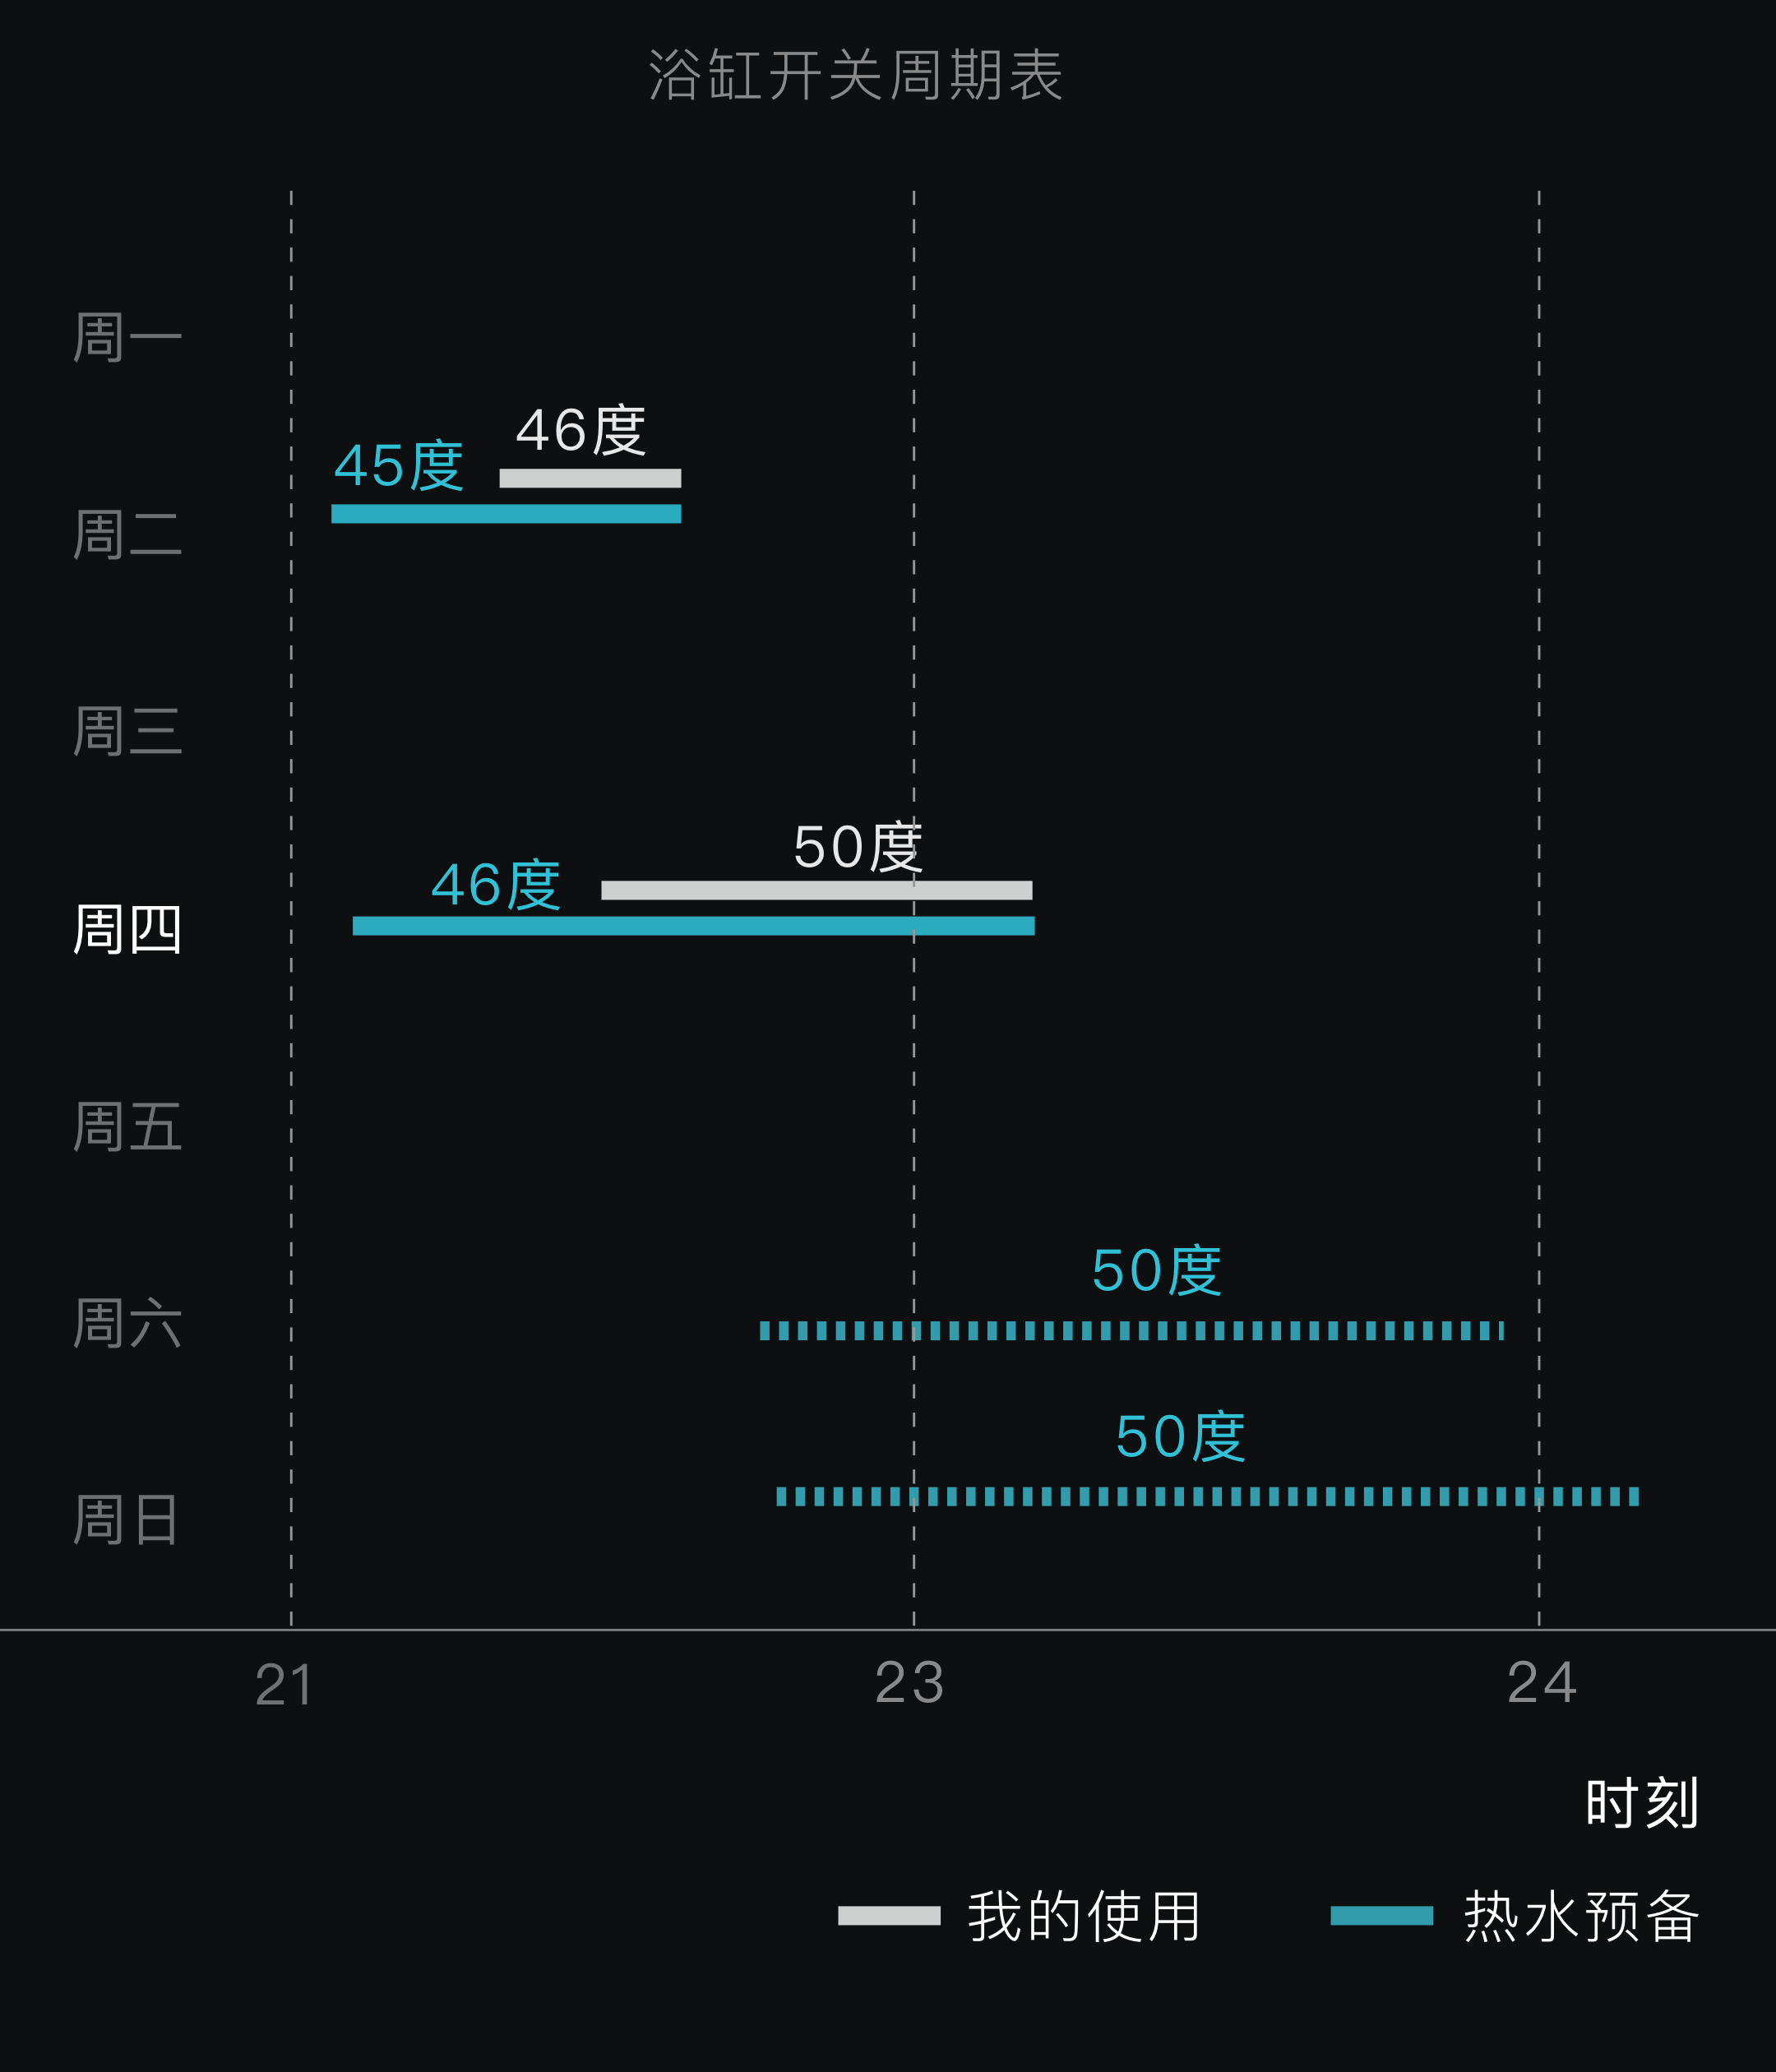 浴缸开关周期表
周一
46度
45度
周二
周三
50度
46度
周四
周五
50度
周六
50度
周日
21 23 24
时刻
我的使用 热水预备